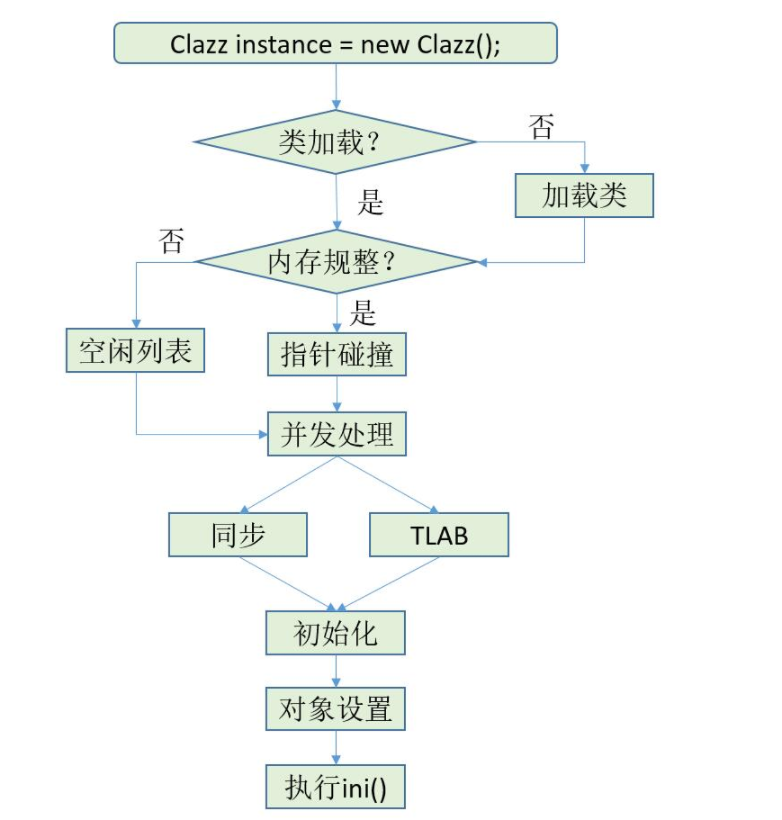 Clazz instance = new Clazz();
类加载？
否
加载类
是
否
内存规整？
是
空闲列表
指针碰撞
并发处理
同步
TLAB
初始化
对象设置
执行ini()